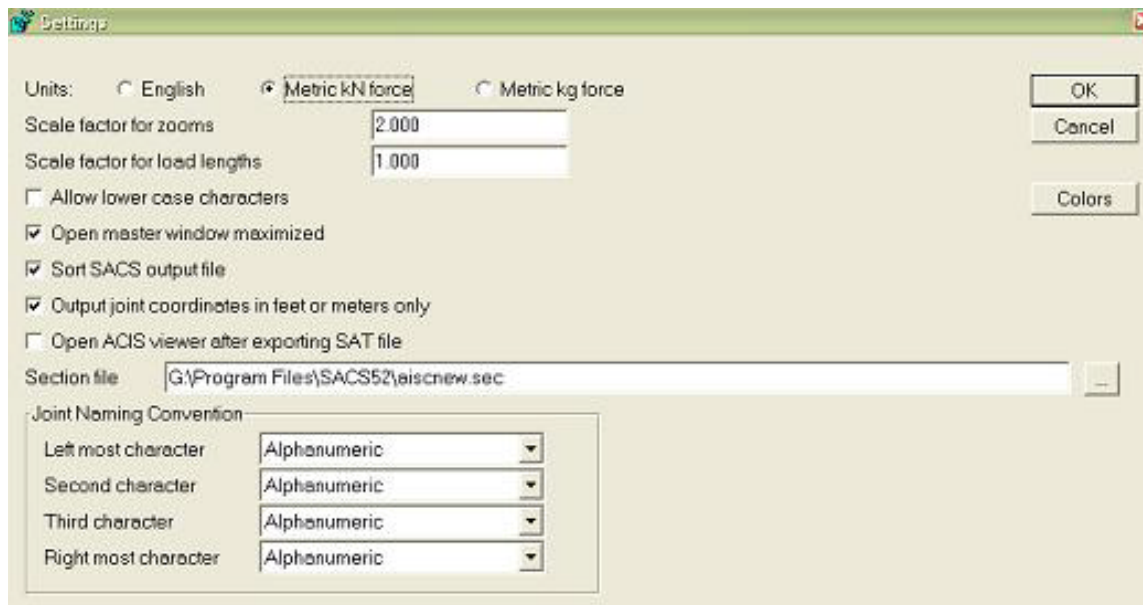 Settings
Units: English Metric kN force Metric kg force
OK
Scale factor for zooms 2.000
Cancel
Scale factor for load lengths 1.000
Allow lower case characters
Colors
Open master window maximized
Sort SACS output file
Output joint coordinates in feet or meters only
Open ACIS viewer after exporting SAT file
Section file G:\Program Files\SACS52\aiscnew.sec ...
Joint Naming Convention
Left most character Alphanumeric
Second character Alphanumeric
Third character Alphanumeric
Right most character Alphanumeric